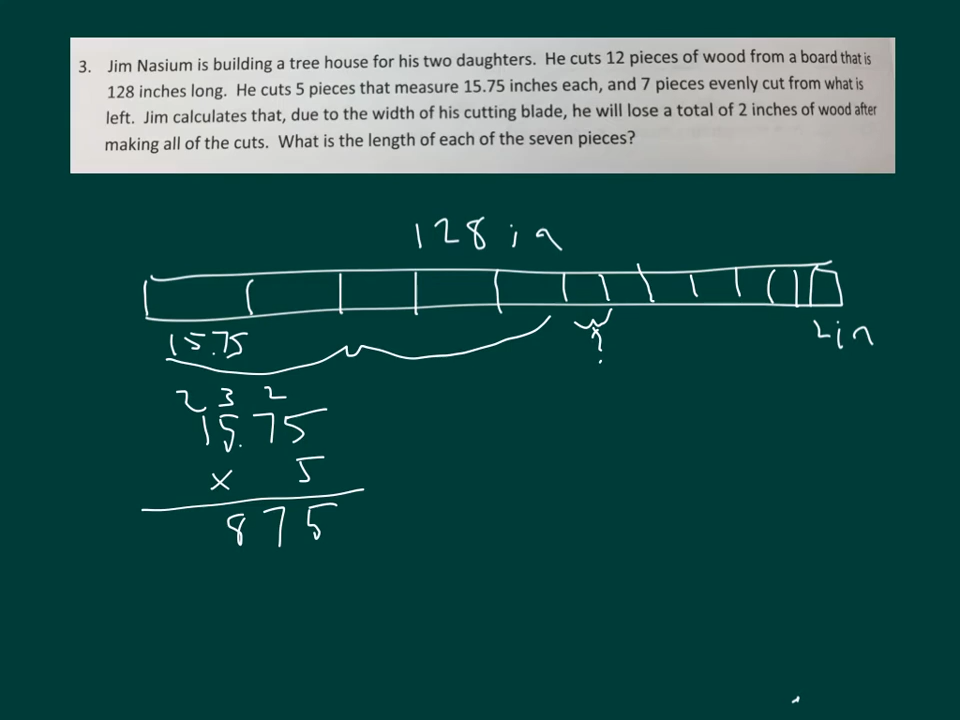 3. Jim Nasium is building a tree house for his two daughters. He cuts 12 pieces of wood from a board that is
128 inches long. He cuts 5 pieces that measure 15.75 inches each, and 7 pieces evenly cut from what is
left. Jim calculates that, due to the width of his cutting blade, he will lose a total of 2 inches of wood after
making all of the cuts. What is the length of each of the seven pieces?
128 in
15.75
?
2in
2 3 2
15.75
x 5
875